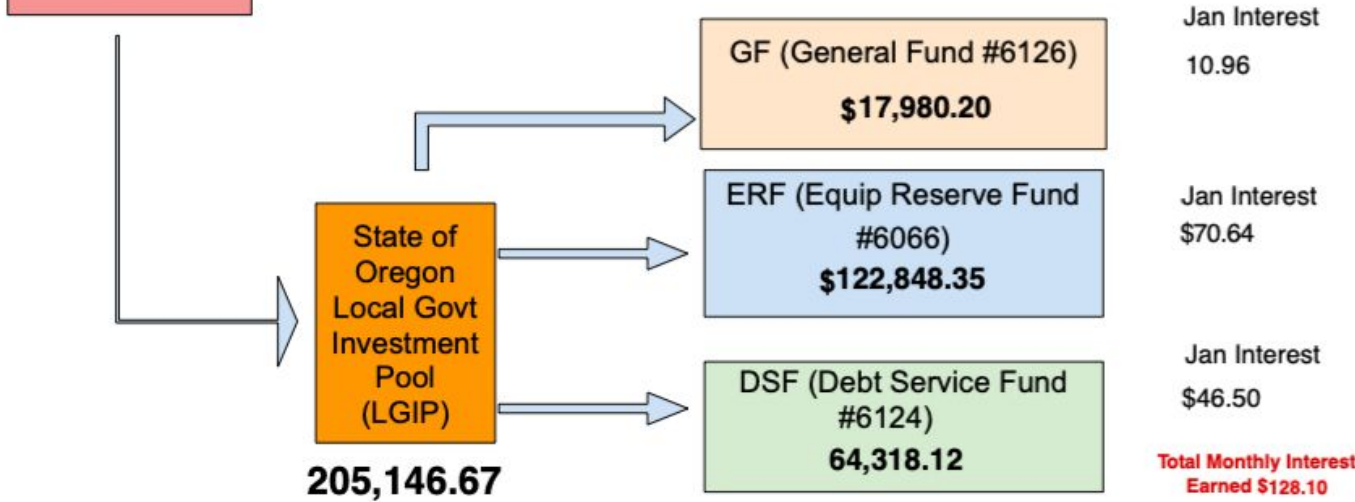 GF (General Fund #6126)
$17,980.20
Jan Interest
10.96
ERF (Equip Reserve Fund
#6066)
$122,848.35
Jan Interest
$70.64
State of
Oregon
Local Govt
Investment
Pool
(LGIP)
205,146.67
DSF (Debt Service Fund
#6124)
64,318.12
Jan Interest
$46.50
Total Monthly Interest
Earned $128.10